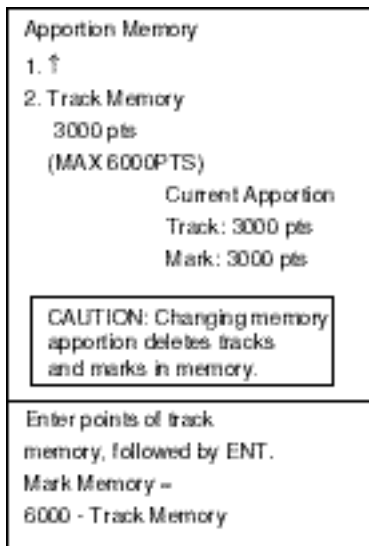 Apportion Memory
1. ⇑
2. Track Memory
3000 pts
(MAX 6000PTS)
Current Apportion
Track: 3000 pts
Mark: 3000 pts
CAUTION: Changing memory
apportion deletes tracks
and marks in memory.
Enter points of track
memory, followed by ENT.
Mark Memory =
6000 - Track Memory